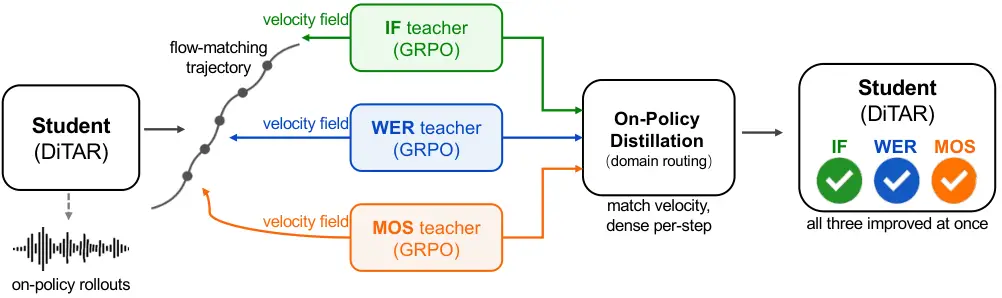 Student
(DiTAR)
on-policy rollouts
flow-matching
trajectory
velocity field
IF teacher
(GRPO)
velocity field
WER teacher
(GRPO)
velocity field
MOS teacher
(GRPO)
On-Policy
Distillation
(domain routing)
match velocity,
dense per-step
Student
(DiTAR)
IF WER MOS
all three improved at once